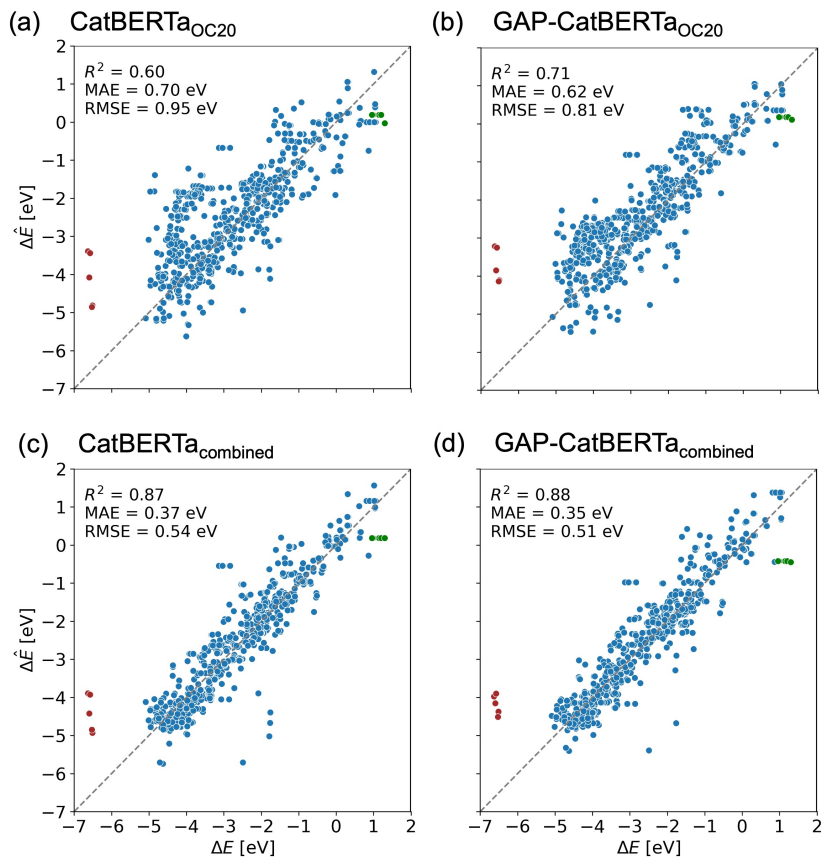 (a) CatBERTa_OC20
(b) GAP-CatBERTa_OC20
R² = 0.60
MAE = 0.70 eV
RMSE = 0.95 eV
2
1
0
−1
−2
−3
−4
−5
−6
−7
ΔÊ [eV]
R² = 0.71
MAE = 0.62 eV
RMSE = 0.81 eV
(c) CatBERTa_combined
(d) GAP-CatBERTa_combined
R² = 0.87
MAE = 0.37 eV
RMSE = 0.54 eV
2
1
0
−1
−2
−3
−4
−5
−6
−7
ΔÊ [eV]
−7 −6 −5 −4 −3 −2 −1 0 1 2
ΔE [eV]
R² = 0.88
MAE = 0.35 eV
RMSE = 0.51 eV
−7 −6 −5 −4 −3 −2 −1 0 1 2
ΔE [eV]